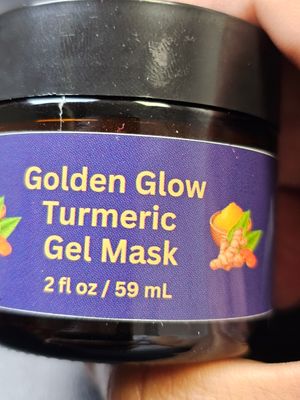 Golden Glow
Turmeric
Gel Mask
2 fl oz / 59 mL